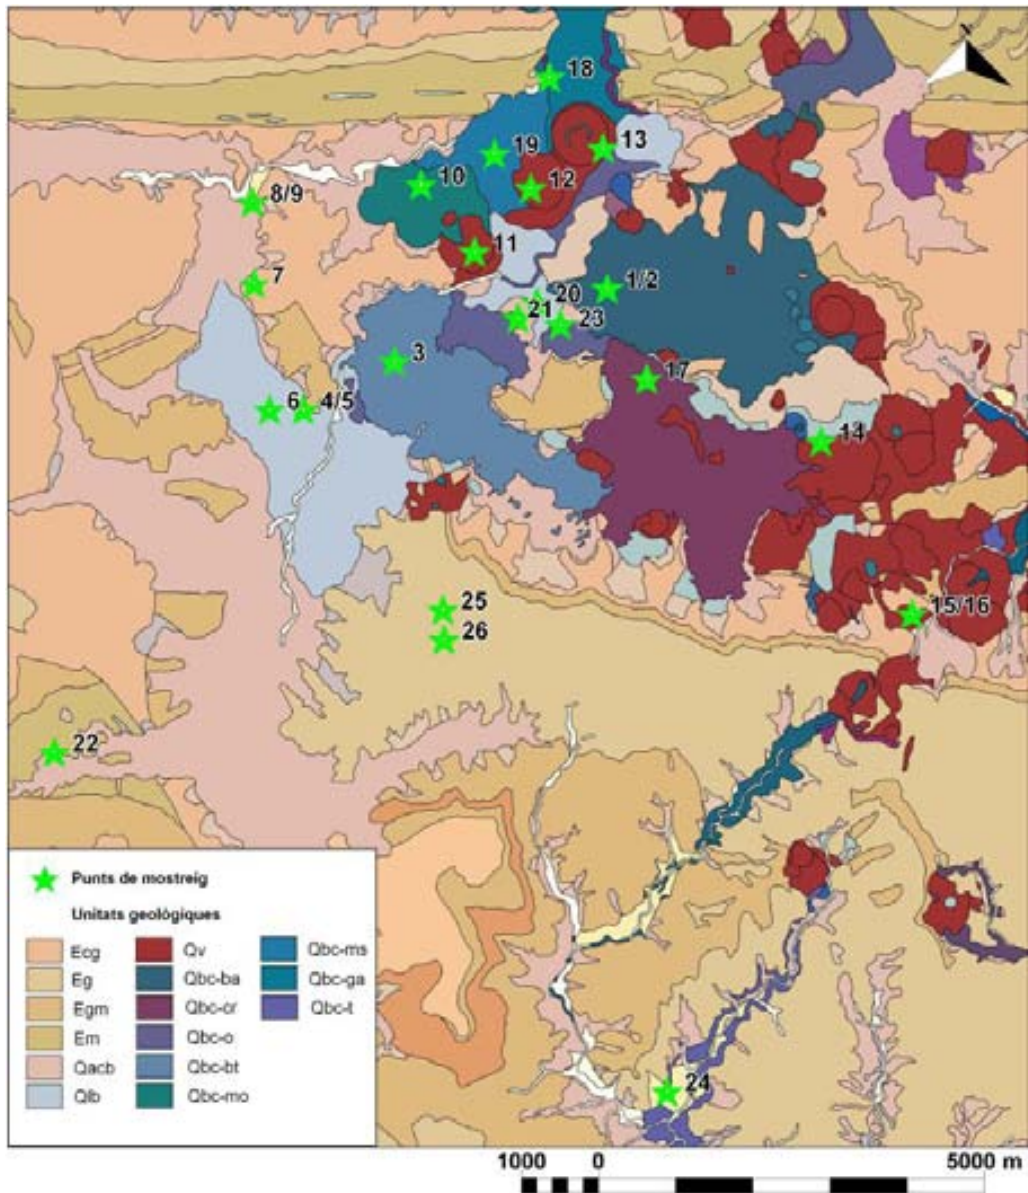 18
13
19
12
10
8/9
11
7
1/2
20
21
23
3
17
6
4/5
14
25
15/16
26
22
24
Punts de mostreig
Unitats geológiques
Ecg
Eg
Egm
Em
Qacb
Qlb
Qv
Qbc-ba
Qbc-cr
Qbc-o
Qbc-bt
Qbc-mo
Qbc-ms
Qbc-ga
Qbc-t
1000 0 5000 m